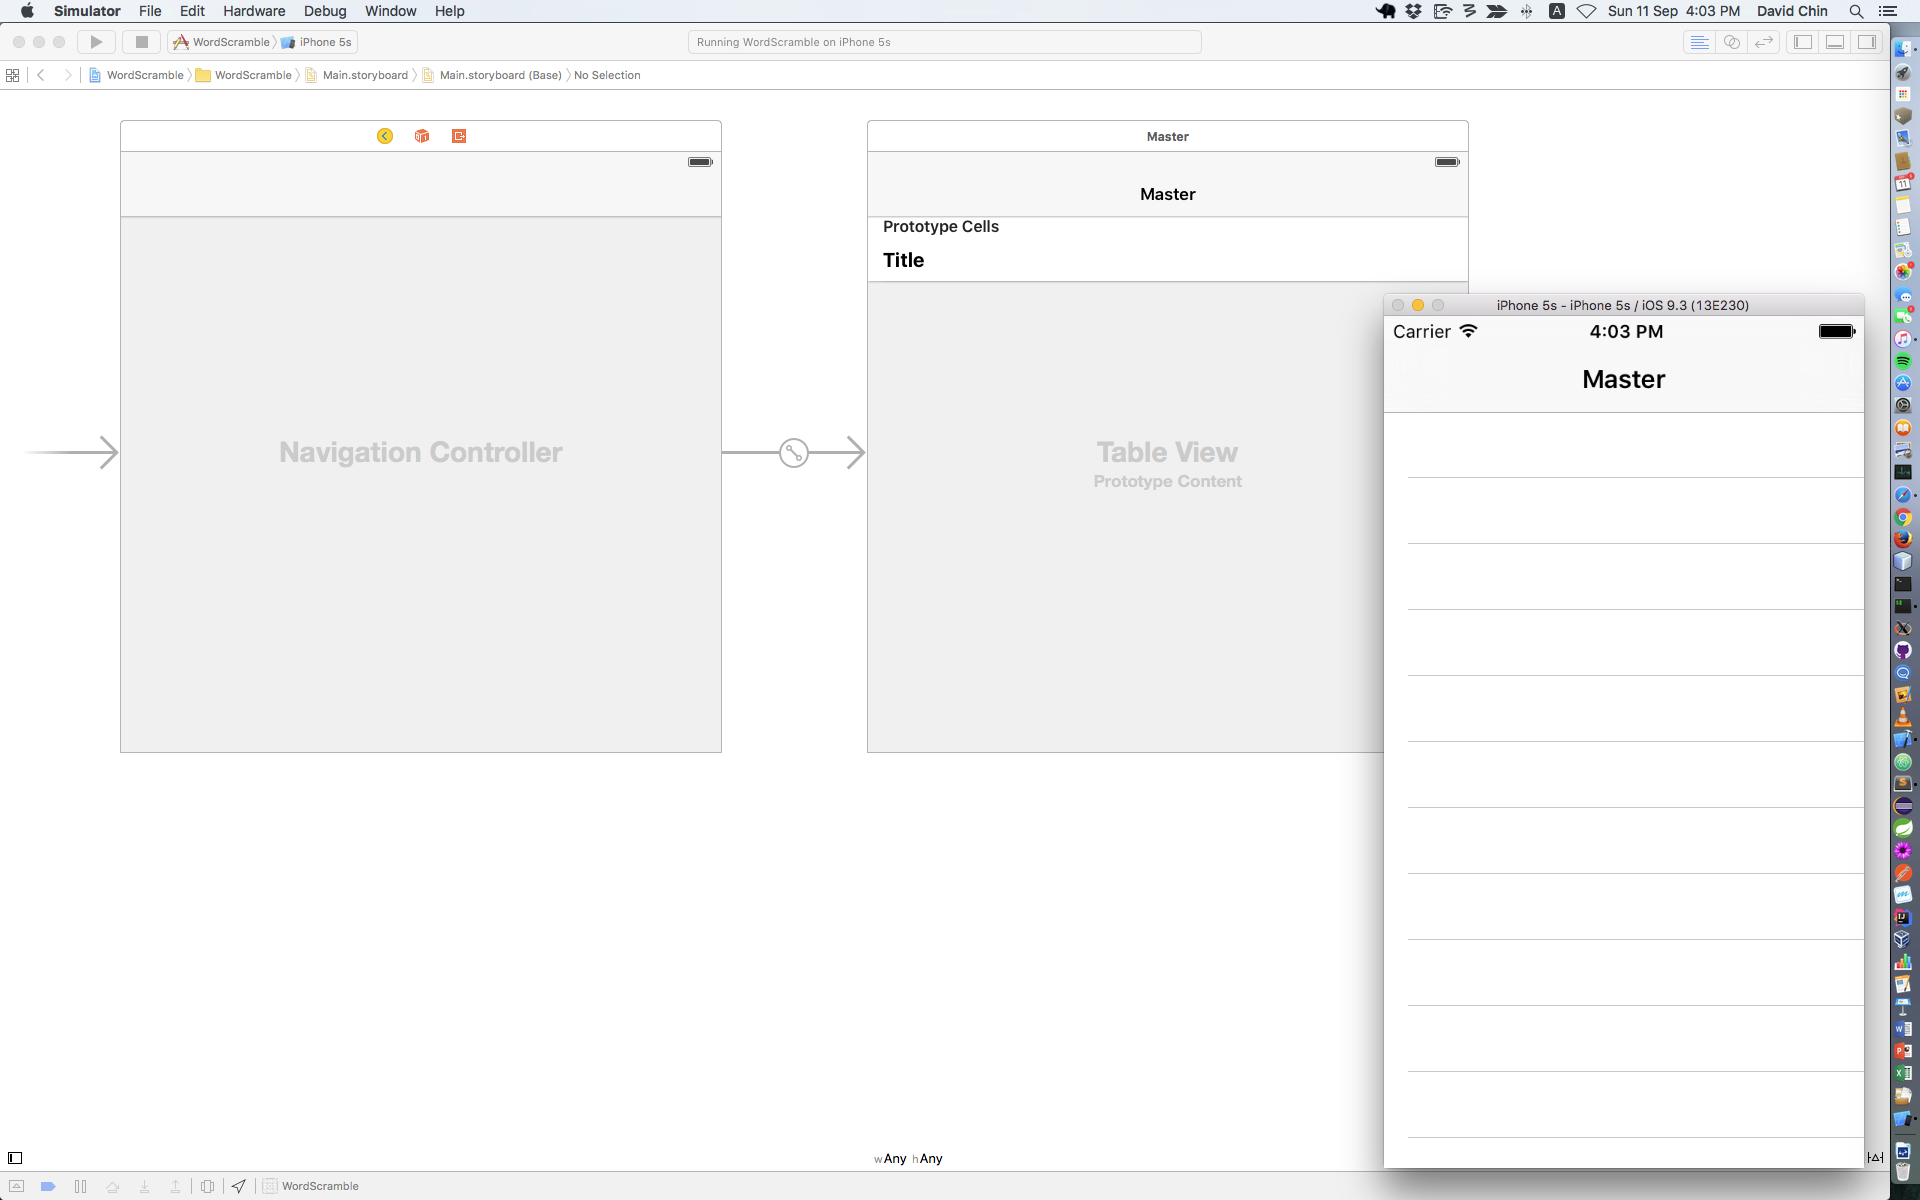 Simulator File Edit Hardware Debug Window Help
A Sun 11 Sep 4:03 PM David Chin
WordScramble iPhone 5s
Running WordScramble on iPhone 5s
WordScramble WordScramble Main.storyboard Main.storyboard (Base) No Selection
Master
Master
Prototype Cells
Title
Navigation Controller
Table View
Prototype Content
iPhone 5s - iPhone 5s / iOS 9.3 (13E230)
Carrier 4:03 PM
Master
wAny hAny
WordScramble